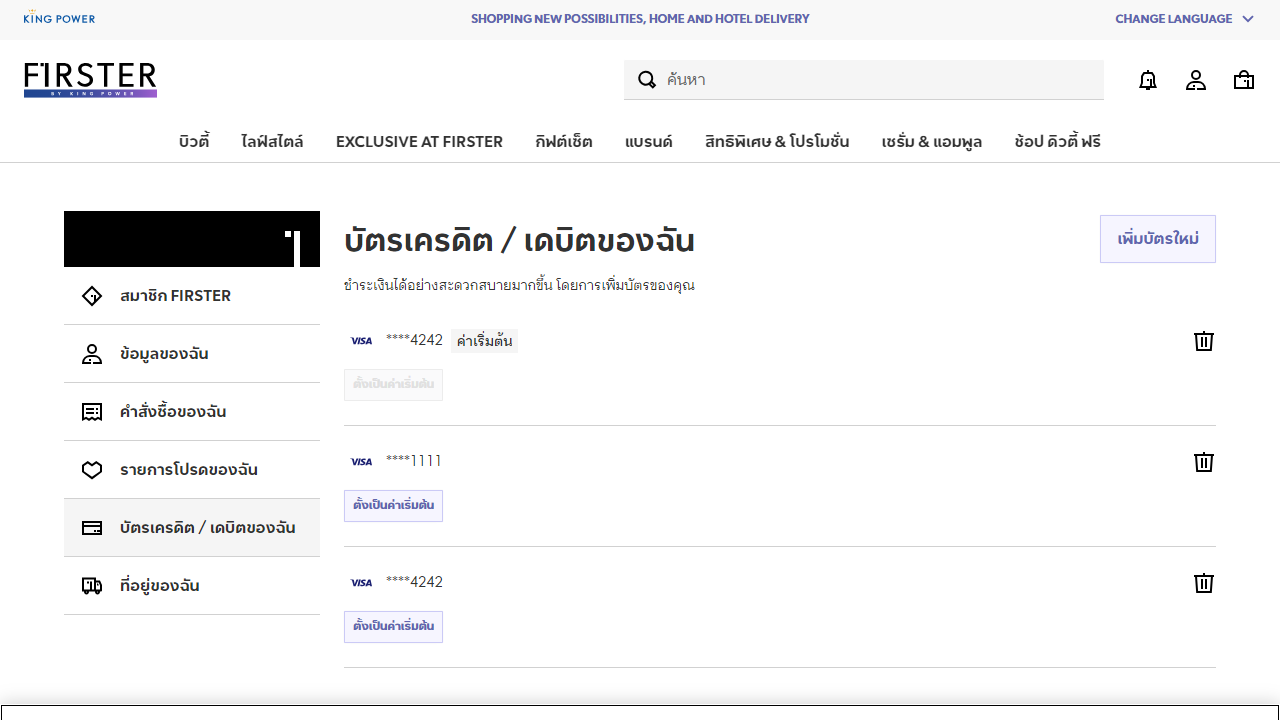 KING POWER
SHOPPING NEW POSSIBILITIES, HOME AND HOTEL DELIVERY
CHANGE LANGUAGE
FIRSTER
BY KING POWER
ค้นหา
บิวตี้
ไลฟ์สไตล์
EXCLUSIVE AT FIRSTER
กิฟต์เซ็ต
แบรนด์
สิทธิพิเศษ & โปรโมชั่น
เซรั่ม & แอมพูล
ช้อป ดิวตี้ ฟรี
สมาชิก FIRSTER
ข้อมูลของฉัน
คำสั่งซื้อของฉัน
รายการโปรดของฉัน
บัตรเครดิต / เดบิตของฉัน
ที่อยู่ของฉัน
บัตรเครดิต / เดบิตของฉัน
เพิ่มบัตรใหม่
ชำระเงินได้อย่างสะดวกสบายมากขึ้น โดยการเพิ่มบัตรของคุณ
VISA ****4242 ค่าเริ่มต้น
ตั้งเป็นค่าเริ่มต้น
VISA ****1111
ตั้งเป็นค่าเริ่มต้น
VISA ****4242
ตั้งเป็นค่าเริ่มต้น